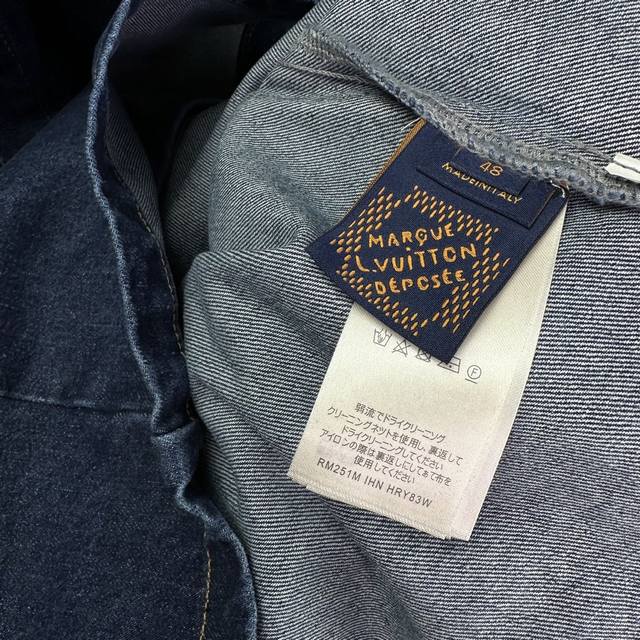 48
MADE IN ITALY
MARQUE
L.VUITTON
DÉPOSÉE
F
弱流でドライクリーニング
クリーニングネットを使用し、裏返して
ドライクリーニングしてください
アイロンの際は裏返しにしてあて布を
使用してください
RM251M IHN HRY83W